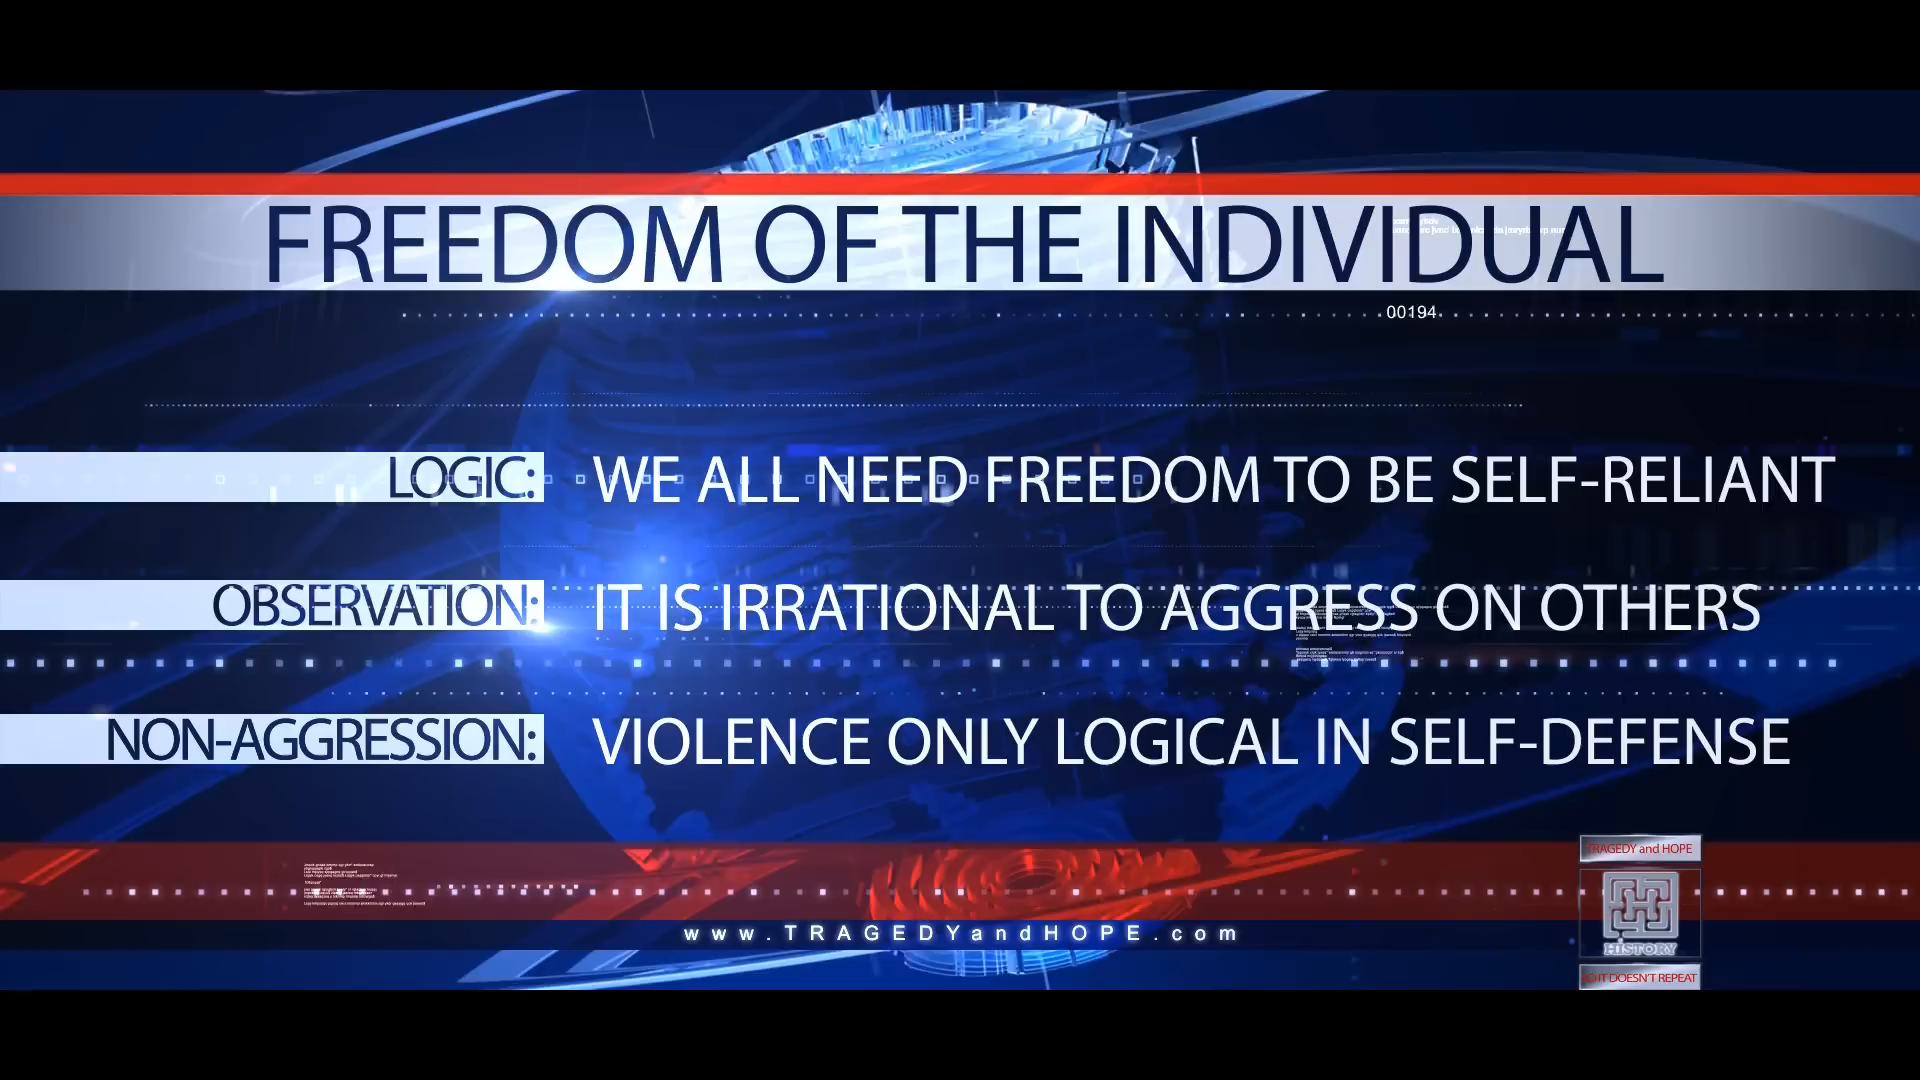 FREEDOM OF THE INDIVIDUAL
00194
LOGIC: WE ALL NEED FREEDOM TO BE SELF-RELIANT
OBSERVATION: IT IS IRRATIONAL TO AGGRESS ON OTHERS
NON-AGGRESSION: VIOLENCE ONLY LOGICAL IN SELF-DEFENSE
TRAGEDY and HOPE
HISTORY
www.TRAGEDYandHOPE.com
IT DOESN'T REPEAT